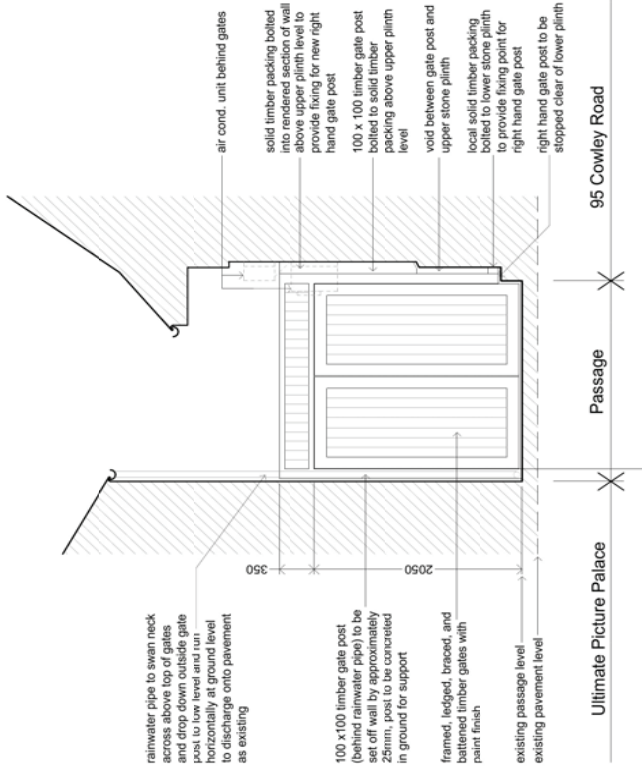 rainwater pipe to swan neck
across above top of gates
and drop down outside gate
post to low level and run
horizontally at ground level
to discharge onto pavement
as existing
100 x100 timber gate post
(behind rainwater pipe) to be
set off wall by approximately
25mm, post to be concreted
in ground for support
framed, ledged, braced, and
battened timber gates with
paint finish
existing passage level
existing pavement level
350
2050
air cond. unit behind gates
solid timber packing bolted
into rendered section of wall
above upper plinth level to
provide fixing for new right
hand gate post
100 x 100 timber gate post
bolted to solid timber
packing above upper plinth
level
void between gate post and
upper stone plinth
local solid timber packing
bolted to lower stone plinth
to provide fixing point for
right hand gate post
right hand gate post to be
stopped clear of lower plinth
Ultimate Picture Palace
Passage
95 Cowley Road